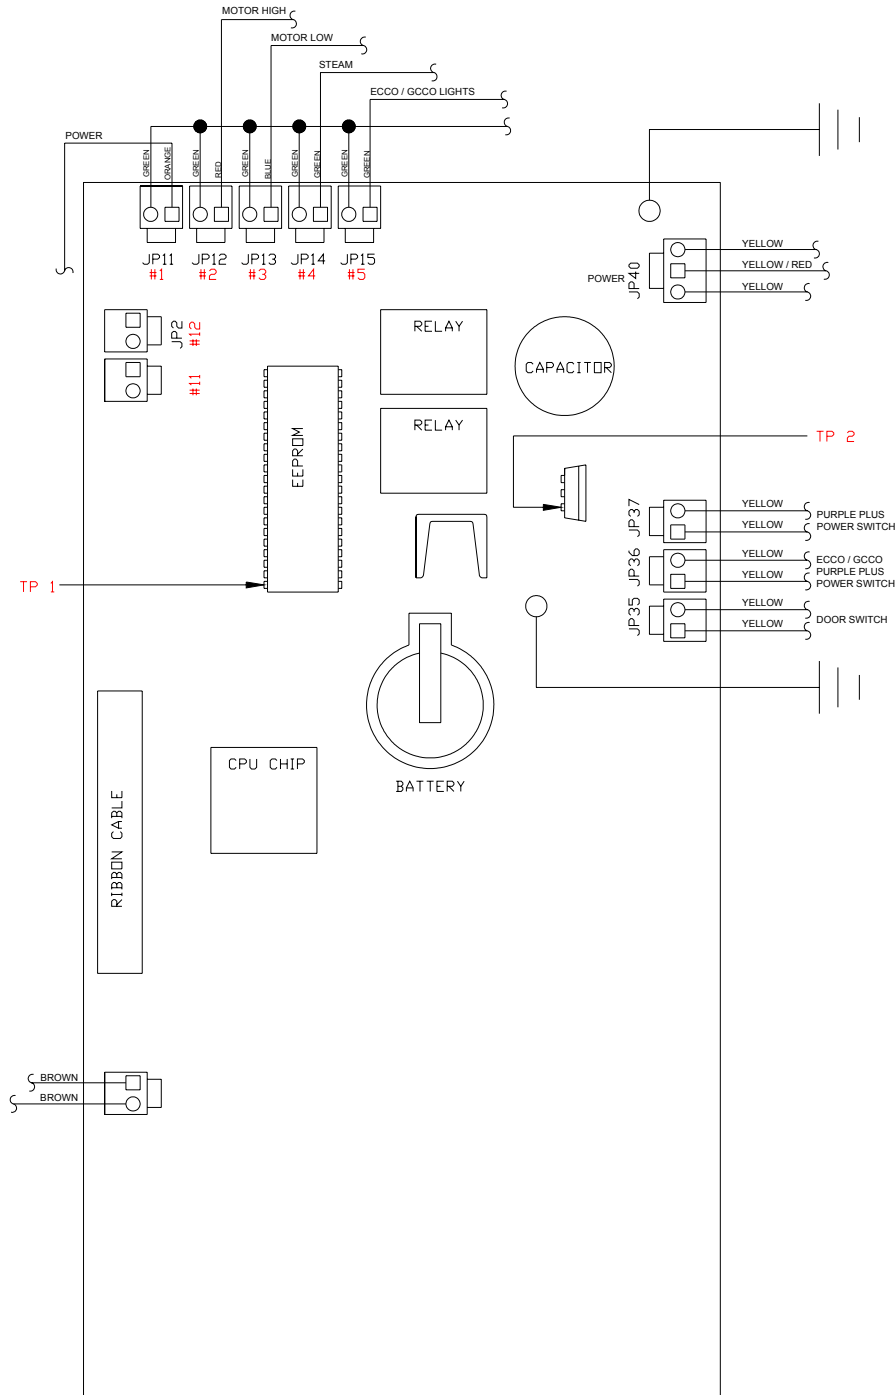 MOTOR HIGH
MOTOR LOW
STEAM
ECCO / GCCO LIGHTS
POWER
GREEN
ORANGE
GREEN
RED
GREEN
BLUE
GREEN
GREEN
GREEN
GREEN
JP11
#1
JP12
#2
JP13
#3
JP14
#4
JP15
#5
POWER
JP40
YELLOW
YELLOW / RED
YELLOW
JP2
#12
#11
RELAY
RELAY
CAPACITOR
EEPROM
TP 2
TP 1
JP37
YELLOW
YELLOW
PURPLE PLUS
POWER SWITCH
JP36
YELLOW
YELLOW
ECCO / GCCO
PURPLE PLUS
POWER SWITCH
JP35
YELLOW
YELLOW
DOOR SWITCH
BATTERY
CPU CHIP
RIBBON CABLE
BROWN
BROWN